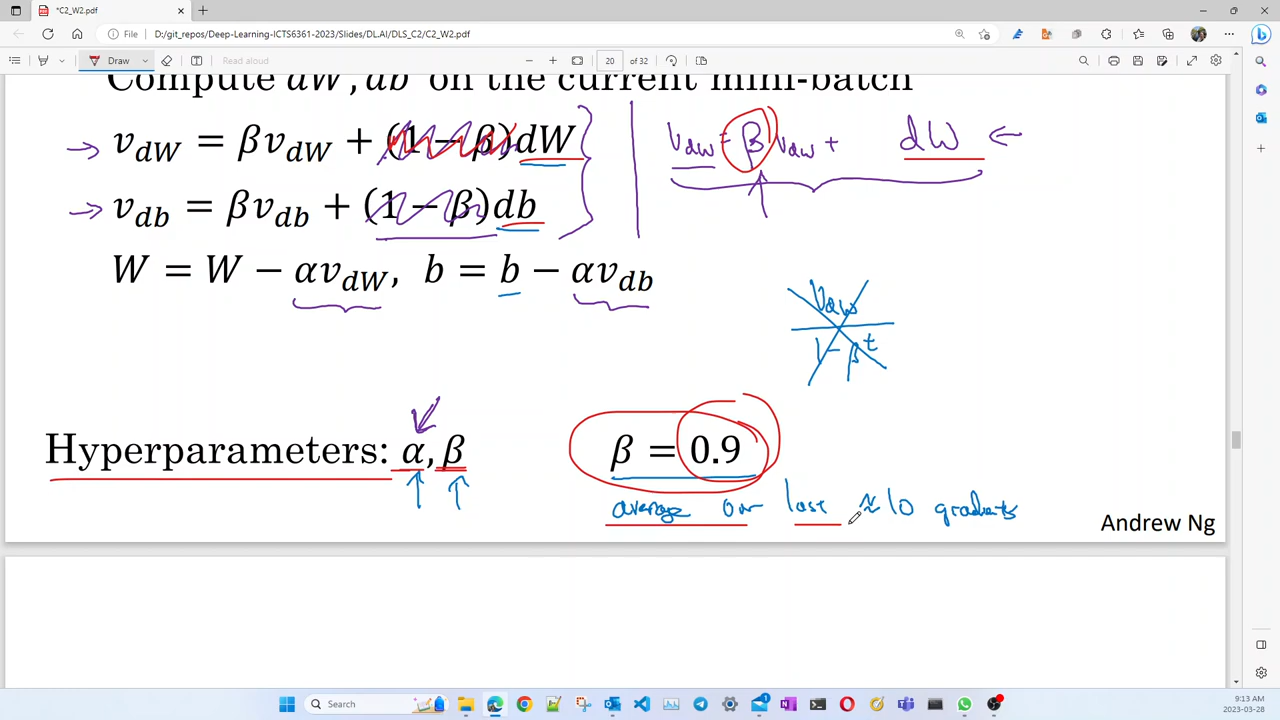 *C2_W2.pdf
File
D:/git_repos/Deep-Learning-ICTS6361-2023/Slides/DL.AI/DLS_C2/C2_W2.pdf
Draw
Read aloud
20 of 32
Compute dW, db on the current mini-batch
v_dW = βv_dW + (1 − β)dW
v_dW = β v_dW + dW
v_db = βv_db + (1 − β)db
W = W − αv_dW, b = b − αv_db
v_dW
1 − β^t
Hyperparameters: α, β
β = 0.9
average over last ≈ 10 gradients
Andrew Ng
Search
9:13 AM
2023-03-28